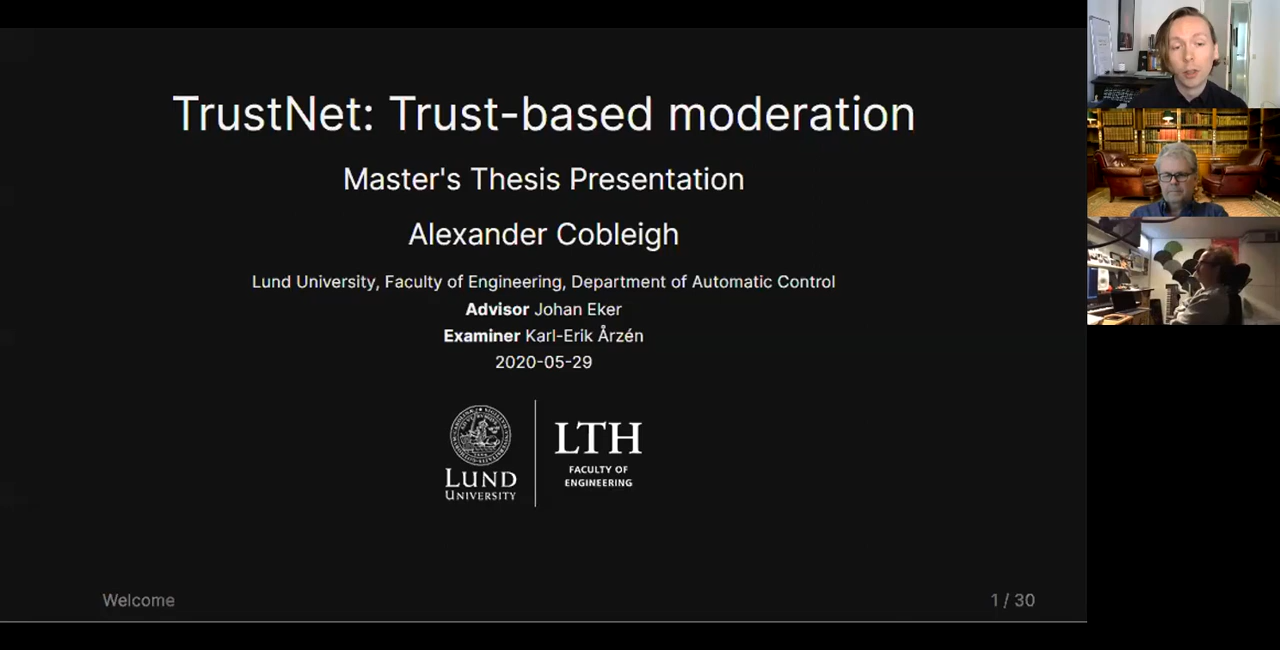 TrustNet: Trust-based moderation
Master's Thesis Presentation
Alexander Cobleigh
Lund University, Faculty of Engineering, Department of Automatic Control
Advisor Johan Eker
Examiner Karl-Erik Årzén
2020-05-29
LUND
UNIVERSITY
LTH
FACULTY OF
ENGINEERING
Welcome
1 / 30